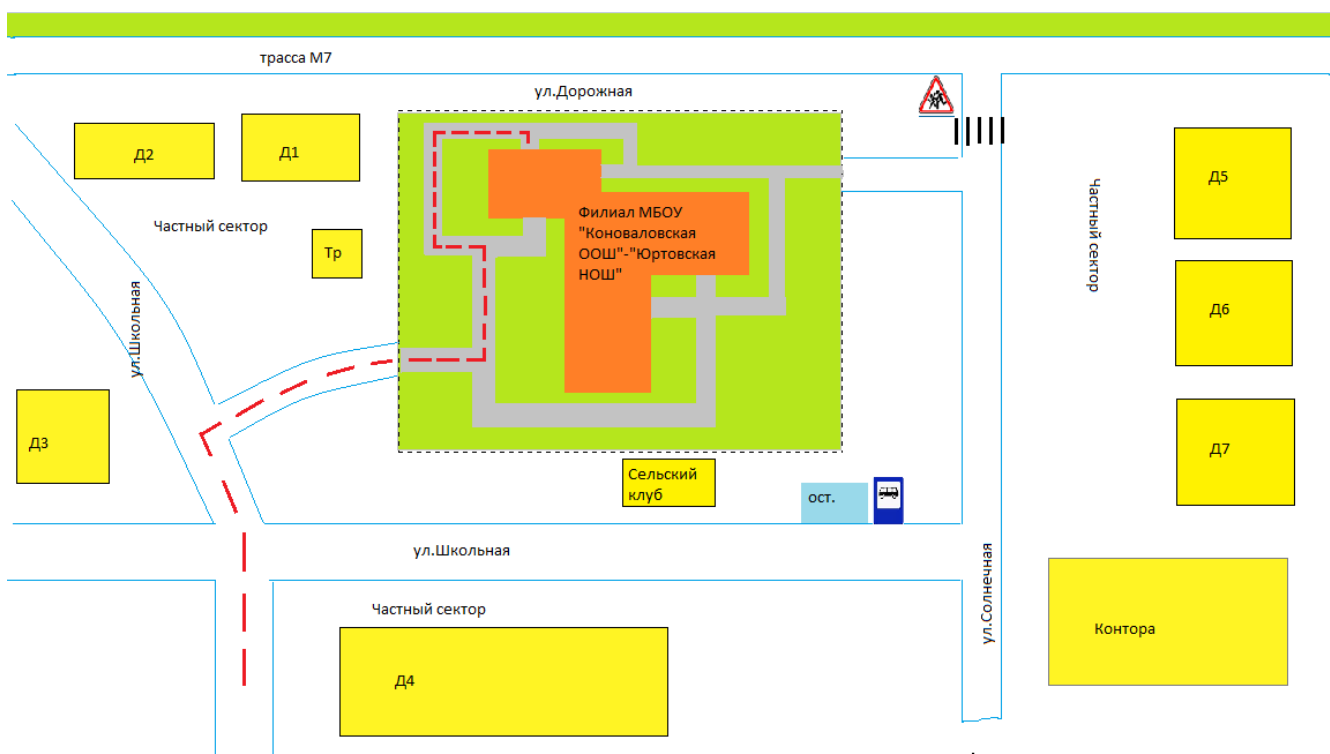 трасса М7
ул.Дорожная
Д2
Д1
Д5
Частный сектор
Частный сектор
Филиал МБОУ
"Коноваловская
ООШ"-"Юртовская
НОШ"
Тр
ул.Школьная
Д6
Д3
Д7
Сельский
клуб
ост.
ул.Школьная
ул.Солнечная
Частный сектор
Контора
Д4